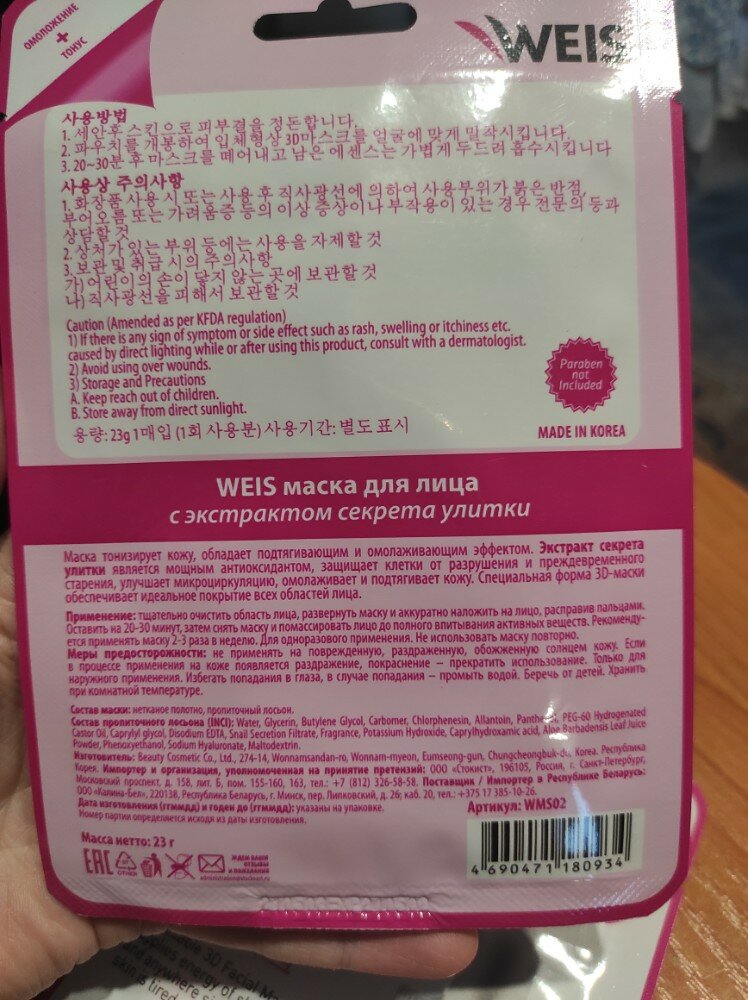 ОМОЛОЖЕНИЕ
+
ТОНУС
WEIS
사용방법
1. 세안후 스킨으로 피부결을 정돈합니다.
2. 파우치를 개봉하여 입체형상 3D마스크를 얼굴에 맞게 밀착시킵니다.
3. 20~30분 후 마스크를 떼어내고 남은 에센스는 가볍게 두드려 흡수시킵니다
사용상 주의사항
1. 화장품 사용 시 또는 사용 후 직사광선에 의하여 사용부위가 붉은 반점,
부어오름 또는 가려움증 등의 이상 증상이나 부작용이 있는 경우 전문의 등과
상담할 것
2. 상처가 있는 부위 등에는 사용을 자제할 것
3. 보관 및 취급 시의 주의사항
가) 어린이의 손이 닿지 않는 곳에 보관할 것
나) 직사광선을 피해서 보관할 것
Caution (Amended as per KFDA regulation)
1) If there is any sign of symptom or side effect such as rash, swelling or itchiness etc.
caused by direct lighting while or after using this product, consult with a dermatologist.
2) Avoid using over wounds.
3) Storage and Precautions
A. Keep reach out of children.
B. Store away from direct sunlight.
용량: 23g 1매입 (1회 사용분) 사용기간: 별도 표시
Paraben
not
Included
MADE IN KOREA
WEIS маска для лица
с экстрактом секрета улитки
Маска тонизирует кожу, обладает подтягивающим и омолаживающим эффектом. Экстракт секрета
улитки является мощным антиоксидантом, защищает клетки от разрушения и преждевременного
старения, улучшает микроциркуляцию, омолаживает и подтягивает кожу. Специальная форма 3D-маски
обеспечивает идеальное покрытие всех областей лица.
Применение: тщательно очистить область лица, развернуть маску и аккуратно наложить на лицо, расправив пальцами.
Оставить на 20-30 минут, затем снять маску и помассировать лицо до полного впитывания активных веществ. Рекоменду-
ется применять маску 2-3 раза в неделю. Для одноразового применения. Не использовать маску повторно.
Меры предосторожности: не применять на поврежденную, раздраженную, обожженную солнцем кожу. Если
в процессе применения на коже появляется раздражение, покраснение – прекратить использование. Только для
наружного применения. Избегать попадания в глаза, в случае попадания – промыть водой. Беречь от детей. Хранить
при комнатной температуре.
Состав маски: нетканое полотно, пропиточный лосьон.
Состав пропиточного лосьона (INCI): Water, Glycerin, Butylene Glycol, Carbomer, Chlorphenesin, Allantoin, Panthenol, PEG-60 Hydrogenated
Castor Oil, Caprylyl glycol, Disodium EDTA, Snail Secretion Filtrate, Fragrance, Potassium Hydroxide, Caprylhydroxamic acid, Aloe Barbadensis Leaf Juice
Powder, Phenoxyethanol, Sodium Hyaluronate, Maltodextrin.
Изготовитель: Beauty Cosmetic Co., Ltd., 274-14, Wonnamsandan-ro, Wonnam-myeon, Eumseong-gun, Chungcheongbuk-do, Korea. Республика
Корея. Импортер и организация, уполномоченная на принятие претензий: ООО «Стокист», 196105, Россия, г. Санкт-Петербург,
Московский проспект, д. 158, лит. Б, пом. 155-160, 163, тел.: +7 (812) 326-58-58. Поставщик / Импортер в Республике Беларусь:
ООО «Калина-Бел», 220138, Республика Беларусь, г. Минск, пер. Липковский, д. 26; каб. 20, тел.: +375 17 385-10-26.
Дата изготовления (ггммдд) и годен до (ггммдд): указаны на упаковке.
Номер партии определяется исходя из даты изготовления.
Артикул: WMS02
Масса нетто: 23 г
EAC
ЖДЕМ ВАШИ
ОТЗЫВЫ
И ПОЖЕЛАНИЯ
4 690471 180934
3D Facial Ma
energy of
anywhere
skin is tired